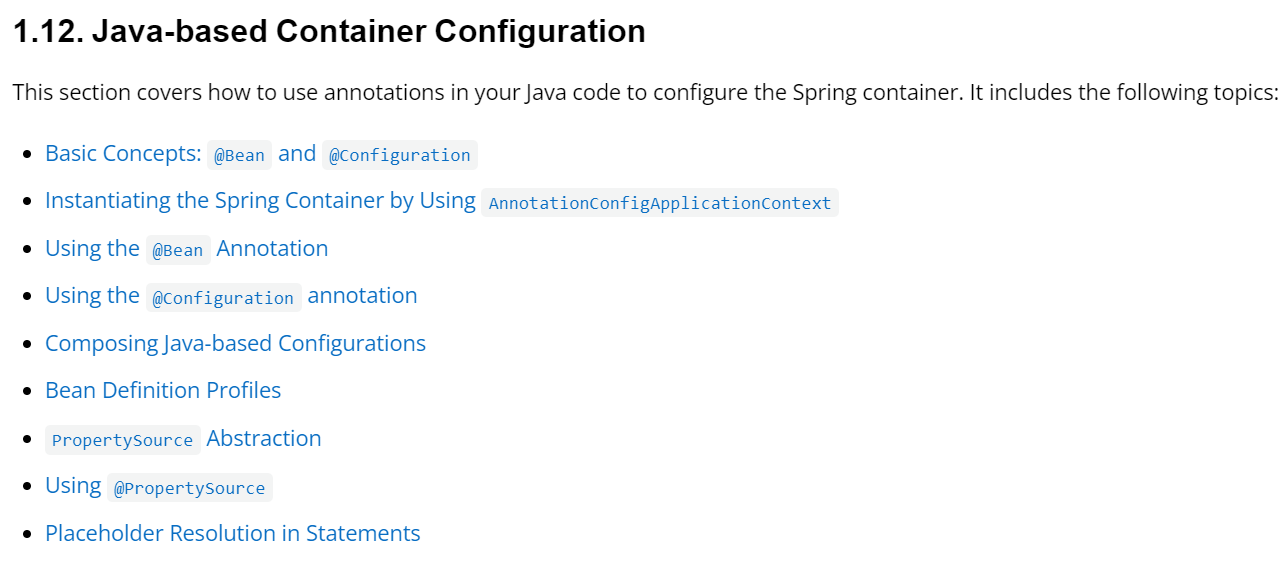 1.12. Java-based Container Configuration
This section covers how to use annotations in your Java code to configure the Spring container. It includes the following topics:
Basic Concepts: @Bean and @Configuration
Instantiating the Spring Container by Using AnnotationConfigApplicationContext
Using the @Bean Annotation
Using the @Configuration annotation
Composing Java-based Configurations
Bean Definition Profiles
PropertySource Abstraction
Using @PropertySource
Placeholder Resolution in Statements